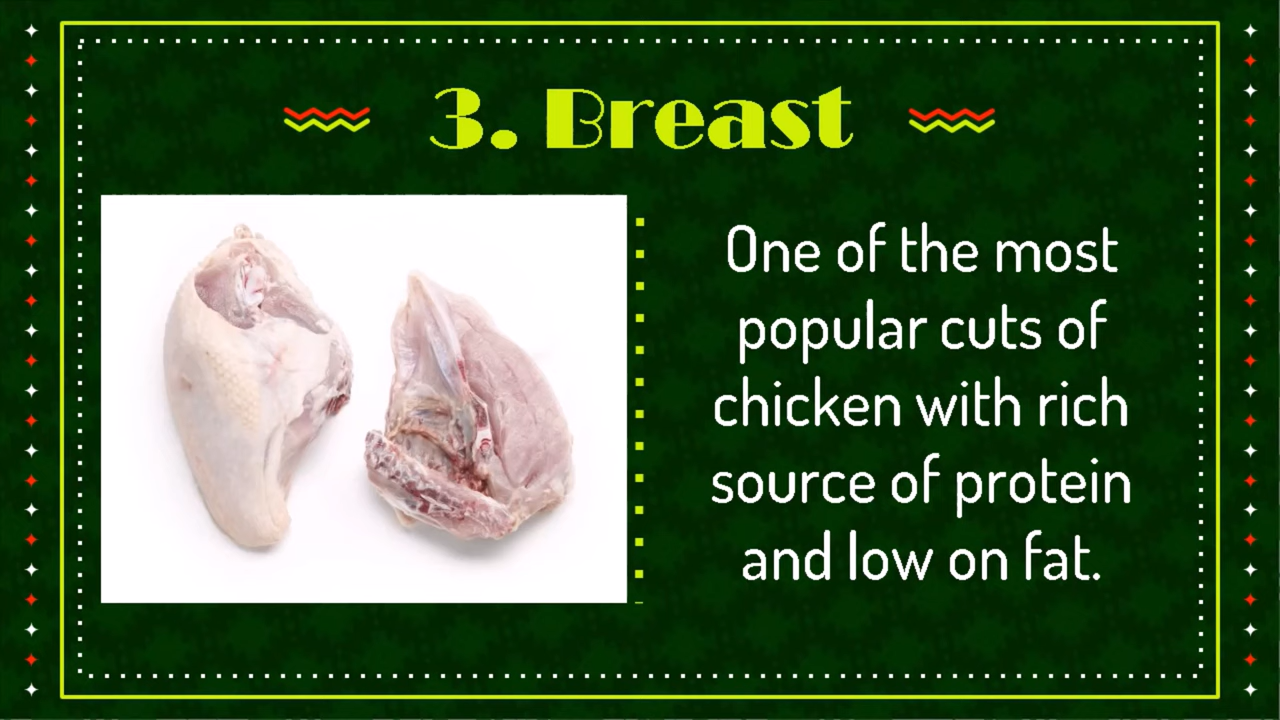 3. Breast
One of the most
popular cuts of
chicken with rich
source of protein
and low on fat.